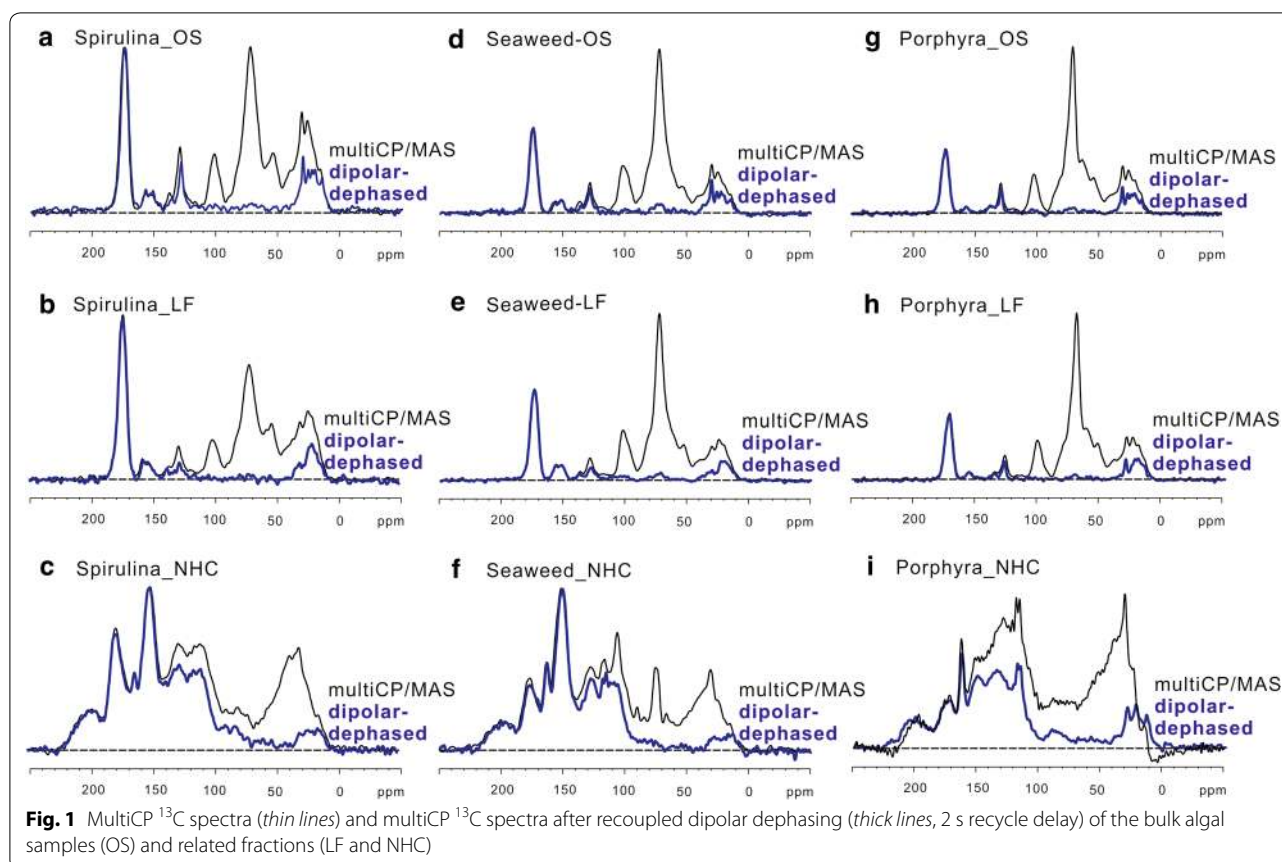 a Spirulina_OS
multiCP/MAS
dipolar-
dephased
200 150 100 50 0 ppm
d Seaweed-OS
multiCP/MAS
dipolar-
dephased
200 150 100 50 0 ppm
g Porphyra_OS
multiCP/MAS
dipolar-
dephased
200 150 100 50 0 ppm
b Spirulina_LF
multiCP/MAS
dipolar-
dephased
200 150 100 50 0 ppm
e Seaweed-LF
multiCP/MAS
dipolar-
dephased
200 150 100 50 0 ppm
h Porphyra_LF
multiCP/MAS
dipolar-
dephased
200 150 100 50 0 ppm
c Spirulina_NHC
multiCP/MAS
dipolar-
dephased
200 150 100 50 0 ppm
f Seaweed_NHC
multiCP/MAS
dipolar-
dephased
200 150 100 50 0 ppm
i Porphyra_NHC
multiCP/MAS
dipolar-
dephased
200 150 100 50 0 ppm
Fig. 1 MultiCP ¹³C spectra (thin lines) and multiCP ¹³C spectra after recoupled dipolar dephasing (thick lines, 2 s recycle delay) of the bulk algal
samples (OS) and related fractions (LF and NHC)